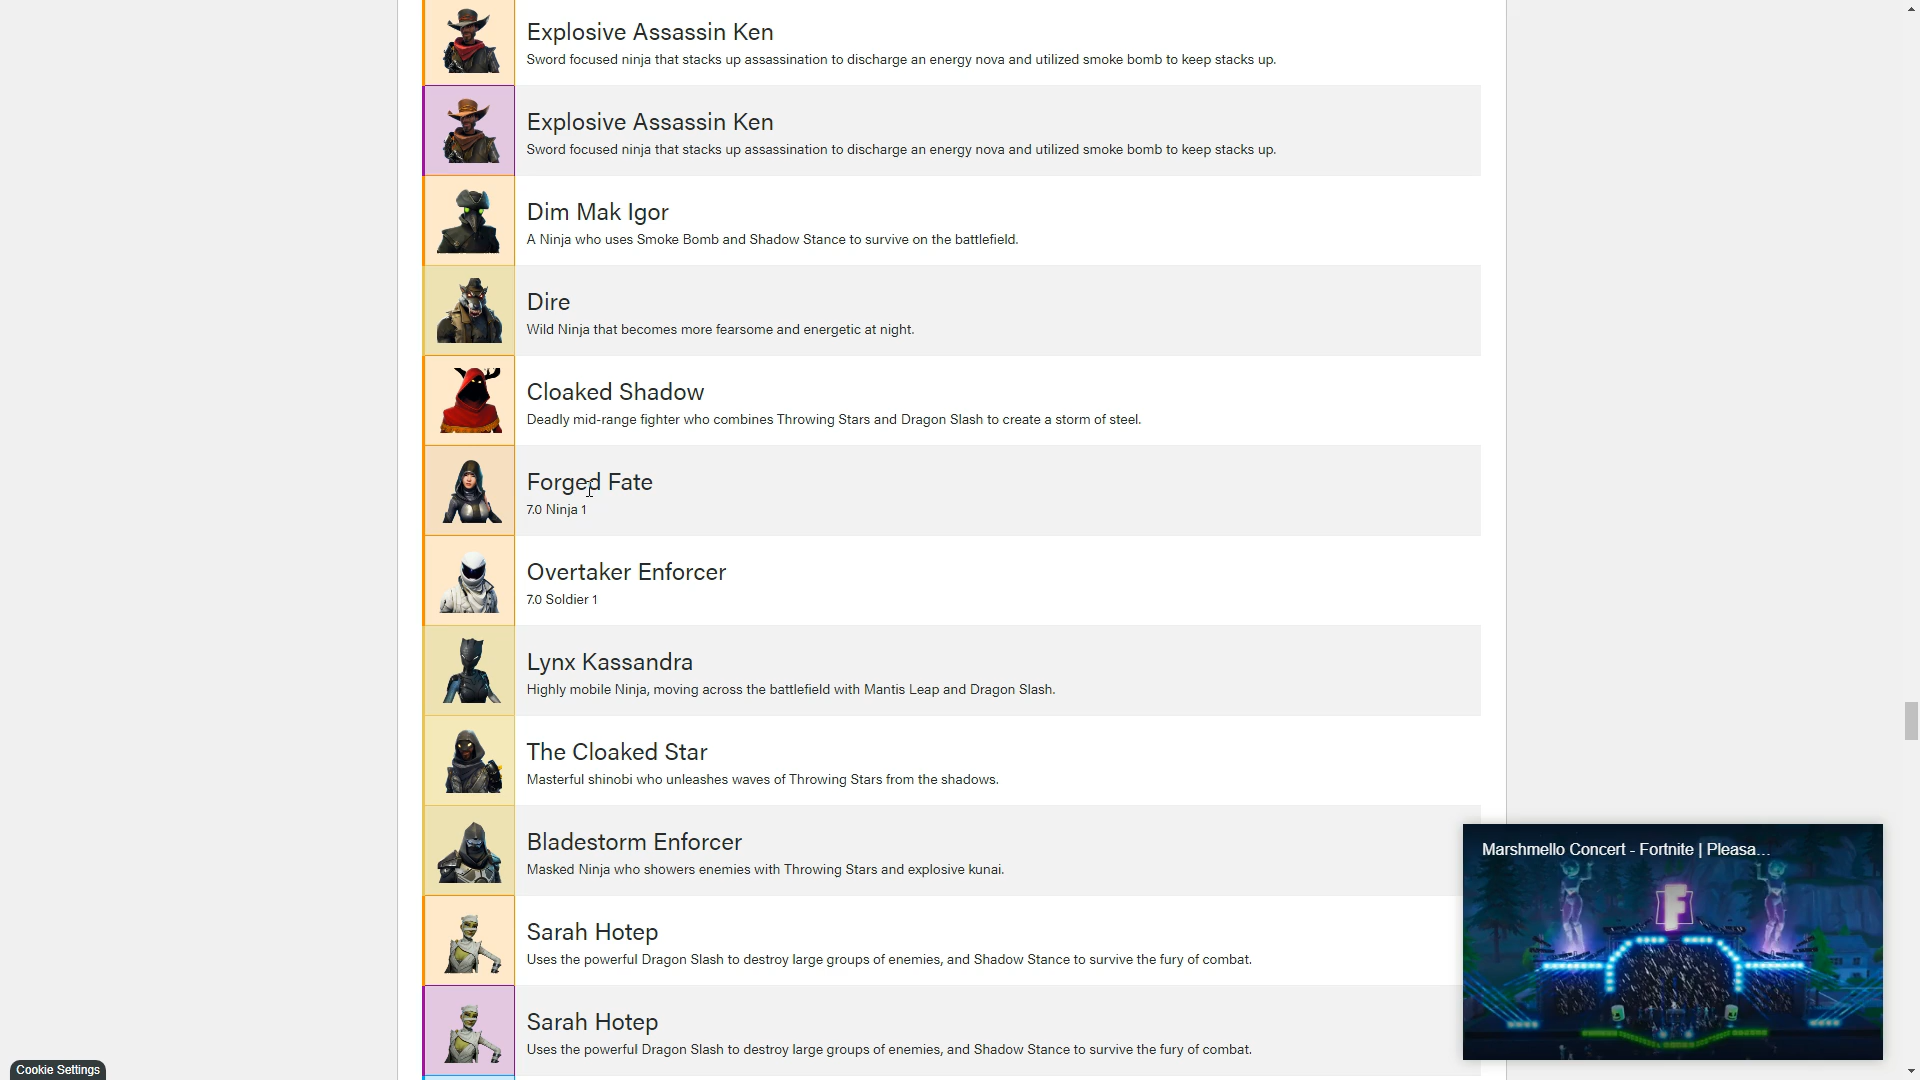 Explosive Assassin Ken
Sword focused ninja that stacks up assassination to discharge an energy nova and utilized smoke bomb to keep stacks up.
Explosive Assassin Ken
Sword focused ninja that stacks up assassination to discharge an energy nova and utilized smoke bomb to keep stacks up.
Dim Mak Igor
A Ninja who uses Smoke Bomb and Shadow Stance to survive on the battlefield.
Dire
Wild Ninja that becomes more fearsome and energetic at night.
Cloaked Shadow
Deadly mid-range fighter who combines Throwing Stars and Dragon Slash to create a storm of steel.
Forged Fate
7.0 Ninja 1
Overtaker Enforcer
7.0 Soldier 1
Lynx Kassandra
Highly mobile Ninja, moving across the battlefield with Mantis Leap and Dragon Slash.
The Cloaked Star
Masterful shinobi who unleashes waves of Throwing Stars from the shadows.
Bladestorm Enforcer
Masked Ninja who showers enemies with Throwing Stars and explosive kunai.
Marshmello Concert - Fortnite | Pleasa...
F
Sarah Hotep
Uses the powerful Dragon Slash to destroy large groups of enemies, and Shadow Stance to survive the fury of combat.
Sarah Hotep
Uses the powerful Dragon Slash to destroy large groups of enemies, and Shadow Stance to survive the fury of combat.
Cookie Settings